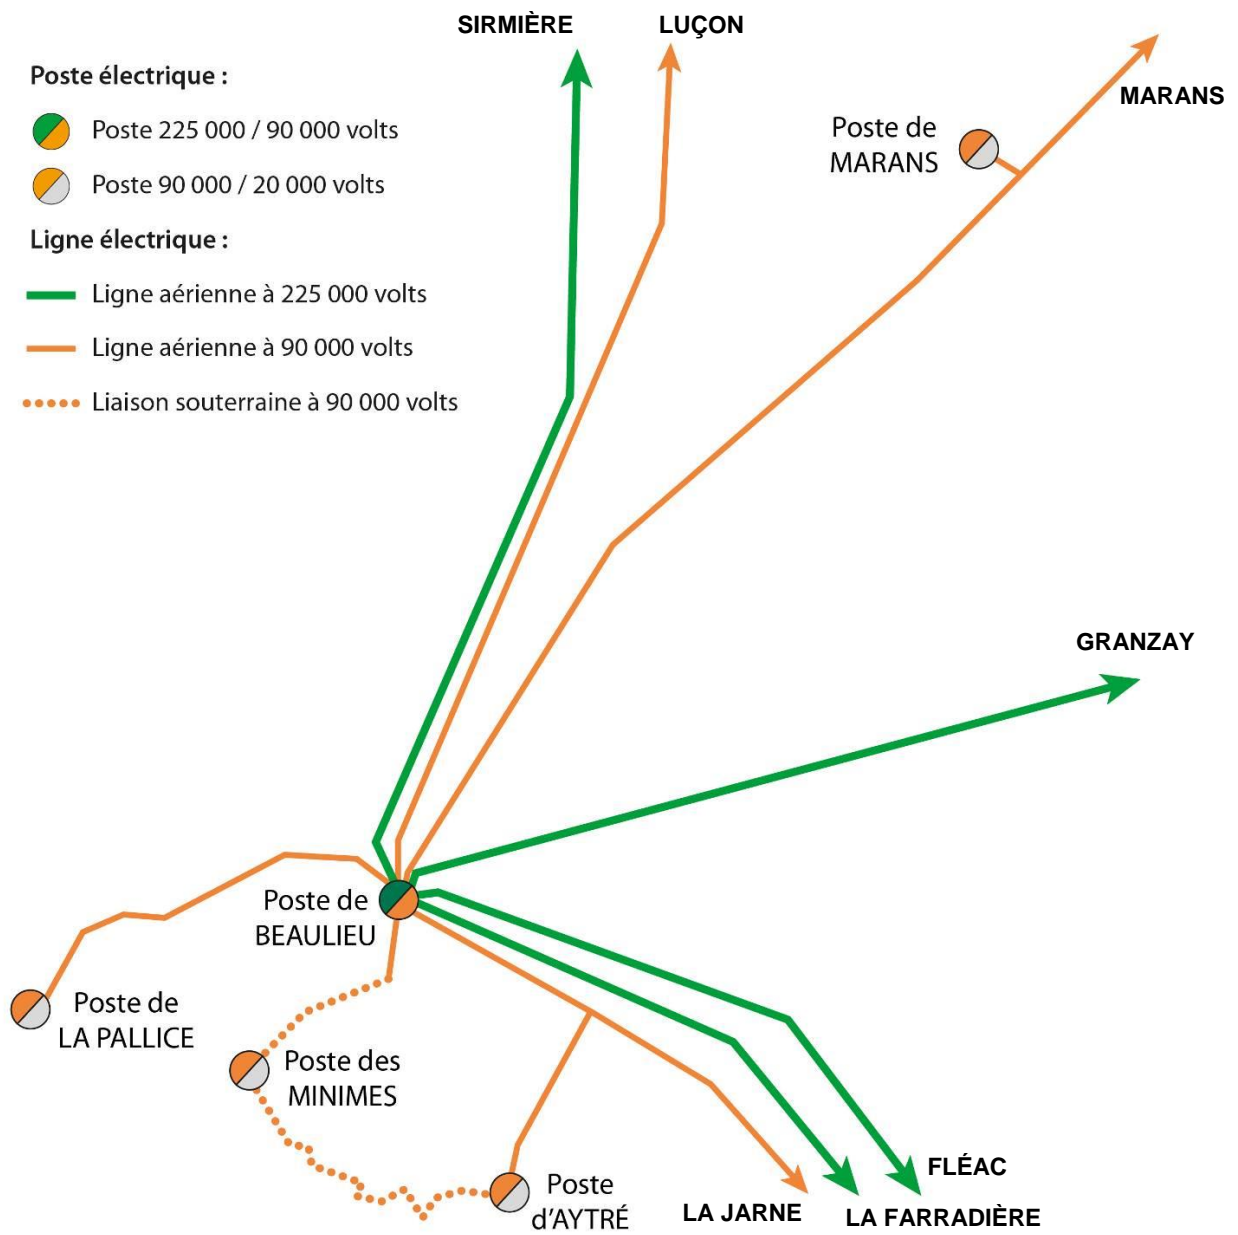 SIRMIÈRE
LUÇON
Poste électrique :
Poste 225 000 / 90 000 volts
Poste 90 000 / 20 000 volts
Ligne électrique :
Ligne aérienne à 225 000 volts
Ligne aérienne à 90 000 volts
Liaison souterraine à 90 000 volts
MARANS
Poste de
MARANS
GRANZAY
Poste de
BEAULIEU
Poste de
LA PALLICE
Poste des
MINIMES
Poste
d'AYTRÉ
LA JARNE
FLÉAC
LA FARRADIÈRE